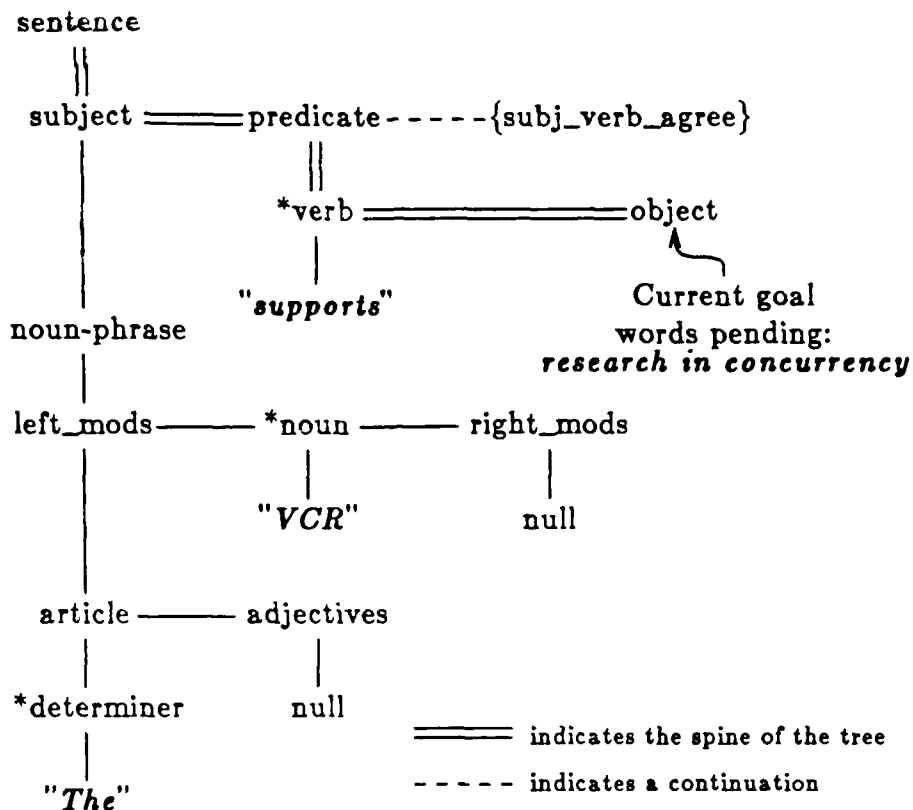 sentence
subject predicate {subj_verb_agree}
*verb object
"supports"
Current goal
words pending:
research in concurrency
noun-phrase
left_mods *noun right_mods
"VCR" null
article adjectives
*determiner null
indicates the spine of the tree
indicates a continuation
"The"